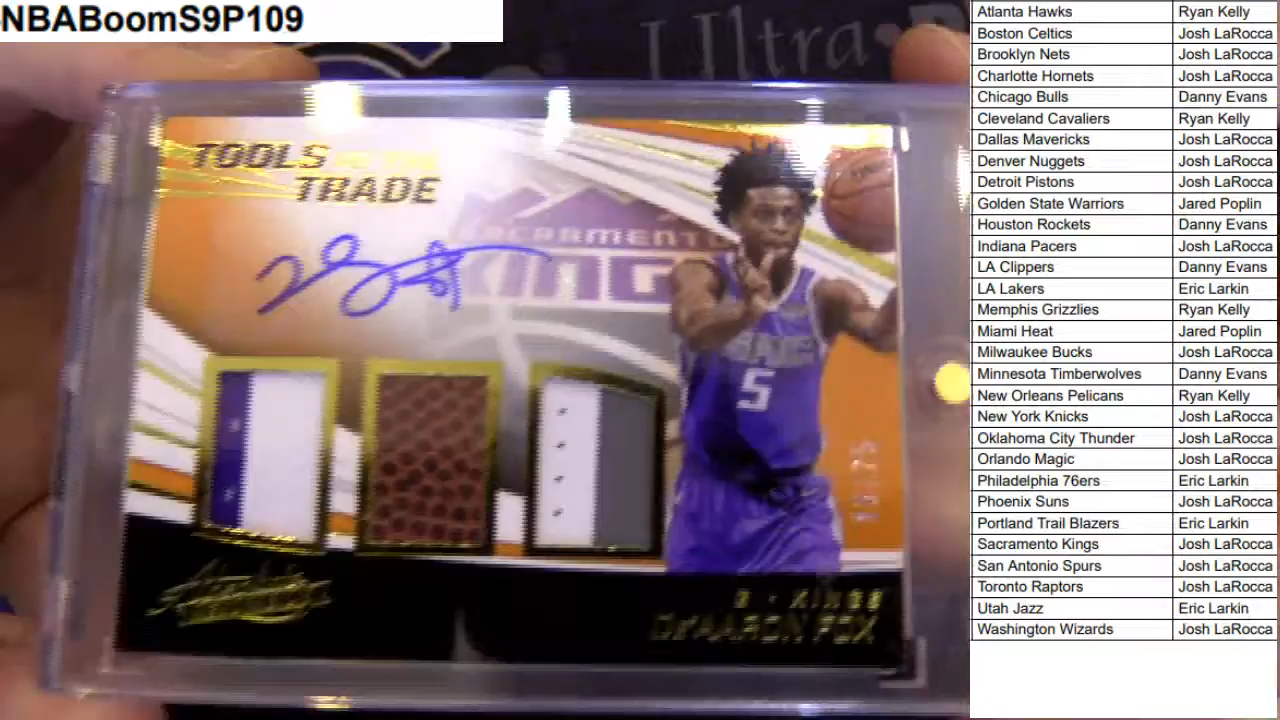 NBABoomS9P109
Ultra
TOOLS OF THE
TRADE
SACRAMENTO
KINGS
5
Absolute
G • KINGS
De'AARON FOX
Atlanta Hawks Ryan Kelly
Boston Celtics Josh LaRocca
Brooklyn Nets Josh LaRocca
Charlotte Hornets Josh LaRocca
Chicago Bulls Danny Evans
Cleveland Cavaliers Ryan Kelly
Dallas Mavericks Josh LaRocca
Denver Nuggets Josh LaRocca
Detroit Pistons Josh LaRocca
Golden State Warriors Jared Poplin
Houston Rockets Danny Evans
Indiana Pacers Josh LaRocca
LA Clippers Danny Evans
LA Lakers Eric Larkin
Memphis Grizzlies Ryan Kelly
Miami Heat Jared Poplin
Milwaukee Bucks Josh LaRocca
Minnesota Timberwolves Danny Evans
New Orleans Pelicans Ryan Kelly
New York Knicks Josh LaRocca
Oklahoma City Thunder Josh LaRocca
Orlando Magic Josh LaRocca
Philadelphia 76ers Eric Larkin
Phoenix Suns Josh LaRocca
Portland Trail Blazers Eric Larkin
Sacramento Kings Josh LaRocca
San Antonio Spurs Josh LaRocca
Toronto Raptors Josh LaRocca
Utah Jazz Eric Larkin
Washington Wizards Josh LaRocca